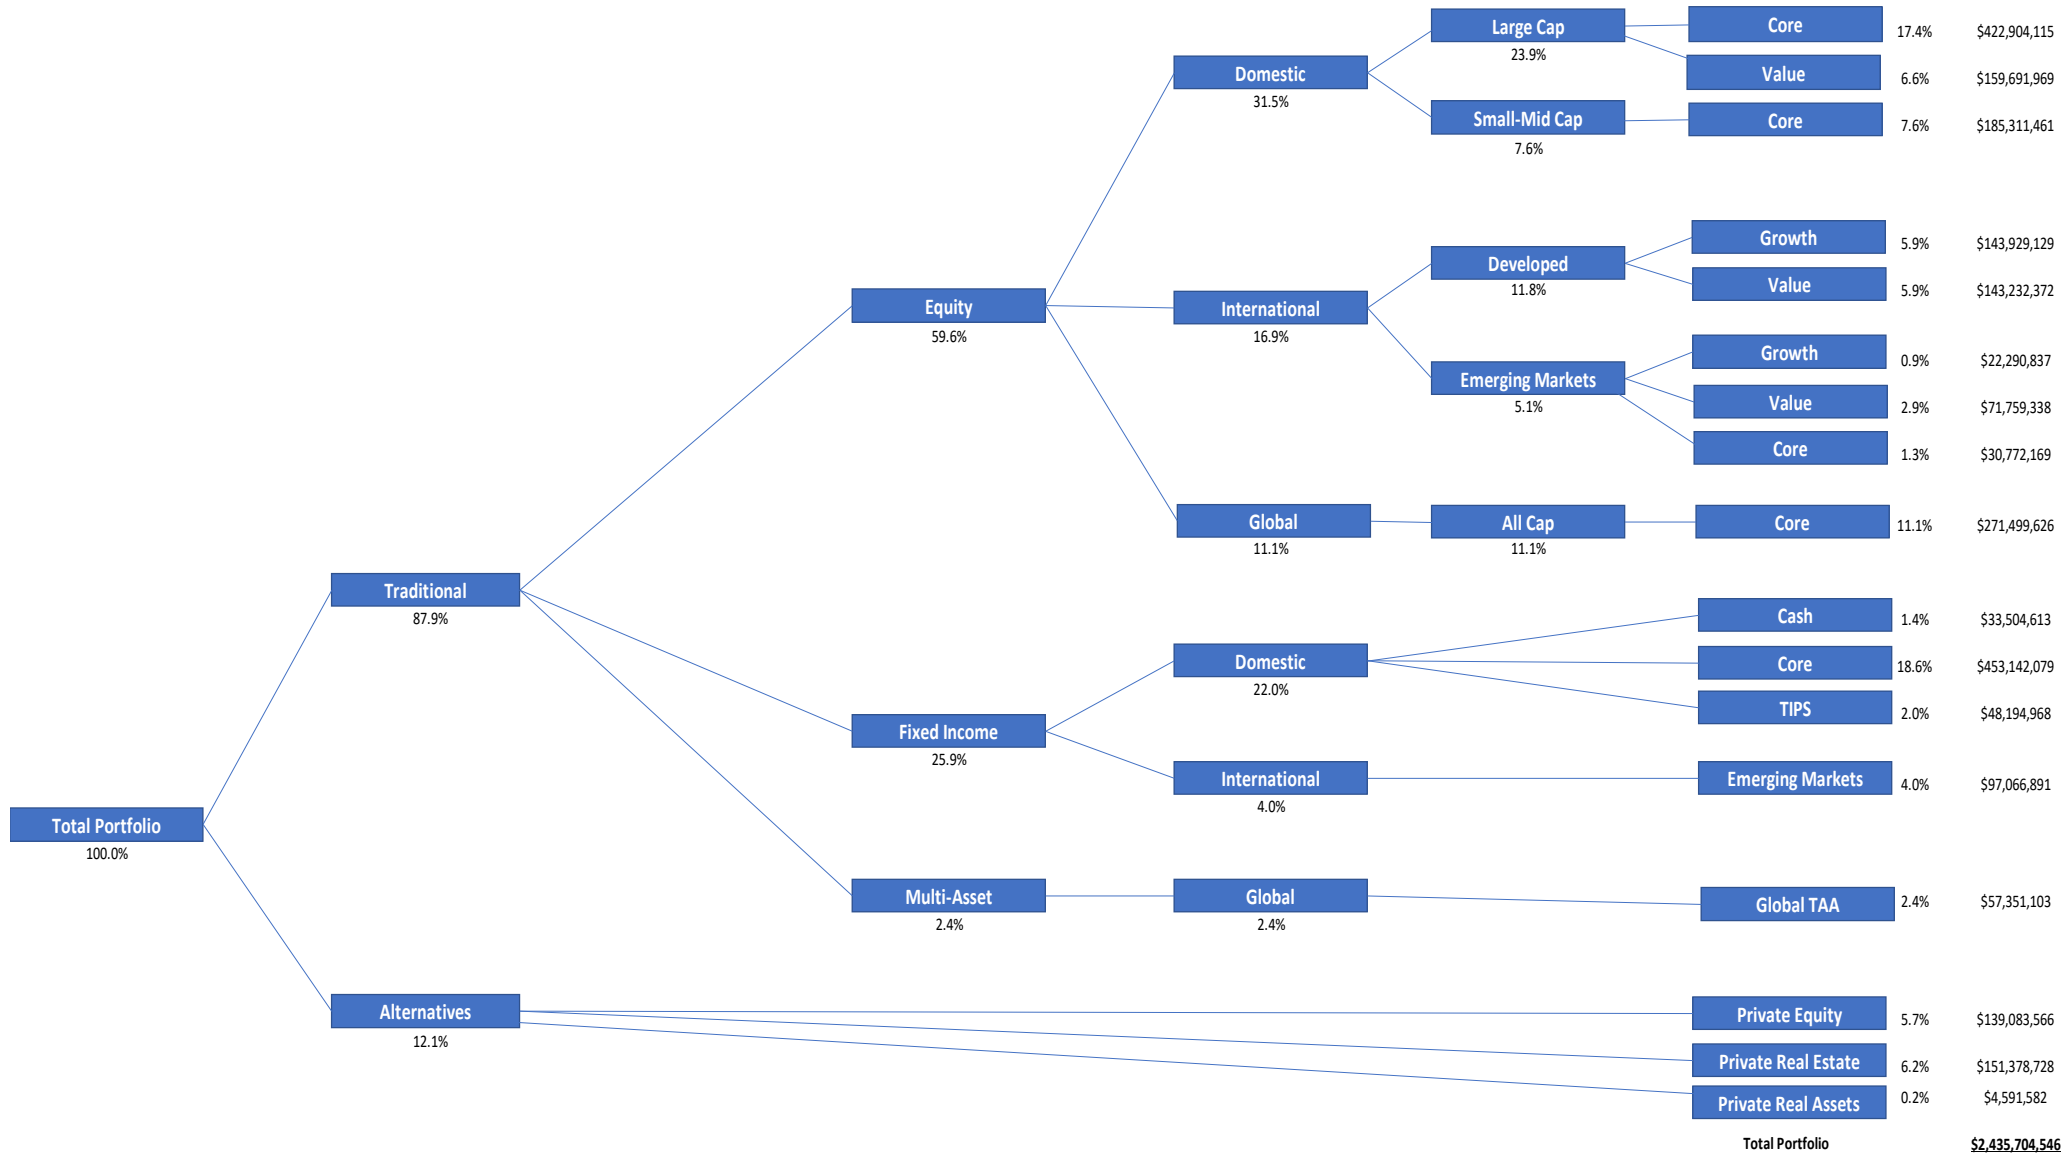 Large Cap
23.9%
Core 17.4% $422,904,115
Domestic
31.5%
Value 6.6% $159,691,969
Small-Mid Cap
7.6%
Core 7.6% $185,311,461
Growth 5.9% $143,929,129
Developed
11.8%
Value 5.9% $143,232,372
Equity
59.6%
International
16.9%
Growth 0.9% $22,290,837
Emerging Markets
5.1%
Value 2.9% $71,759,338
Core 1.3% $30,772,169
Global
11.1%
All Cap
11.1%
Core 11.1% $271,499,626
Traditional
87.9%
Cash 1.4% $33,504,613
Domestic
22.0%
Core 18.6% $453,142,079
TIPS 2.0% $48,194,968
Fixed Income
25.9%
International
4.0%
Emerging Markets 4.0% $97,066,891
Total Portfolio
100.0%
Multi-Asset
2.4%
Global
2.4%
Global TAA 2.4% $57,351,103
Alternatives
12.1%
Private Equity 5.7% $139,083,566
Private Real Estate 6.2% $151,378,728
Private Real Assets 0.2% $4,591,582
Total Portfolio $2,435,704,546